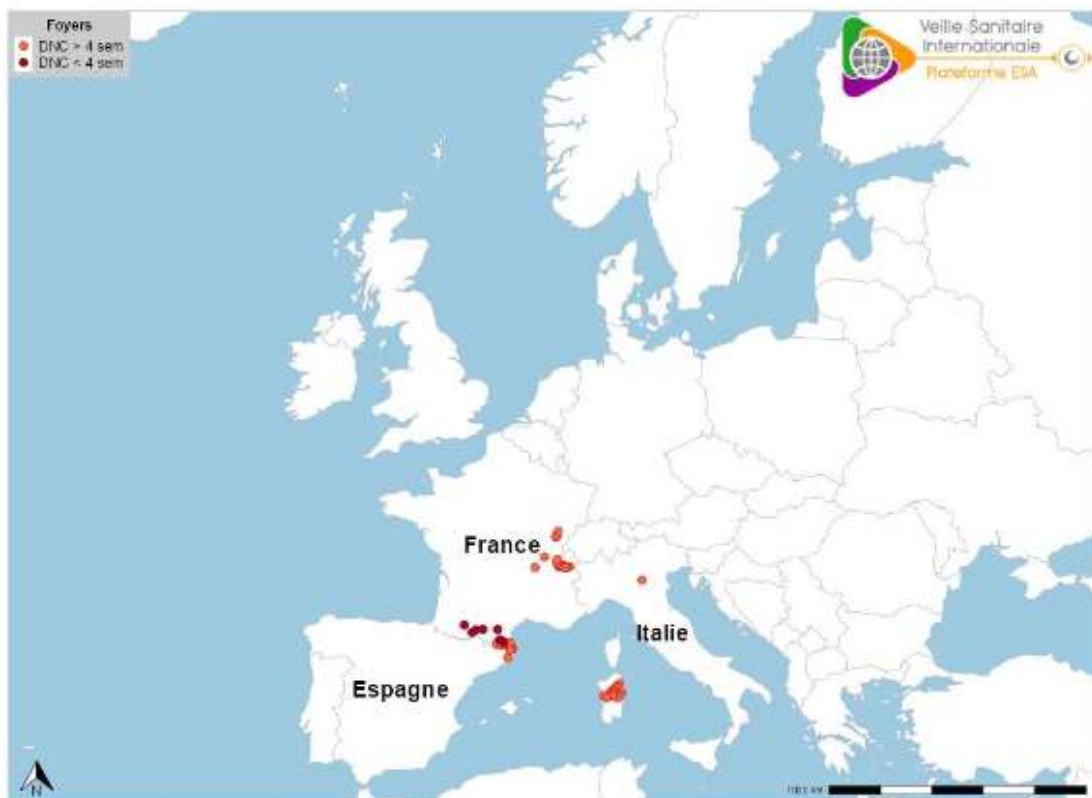 Foyers
DNC > 4 sem
DNC < 4 sem
Veille Sanitaire
Internationale
Plateforme ESA
France
Italie
Espagne
N